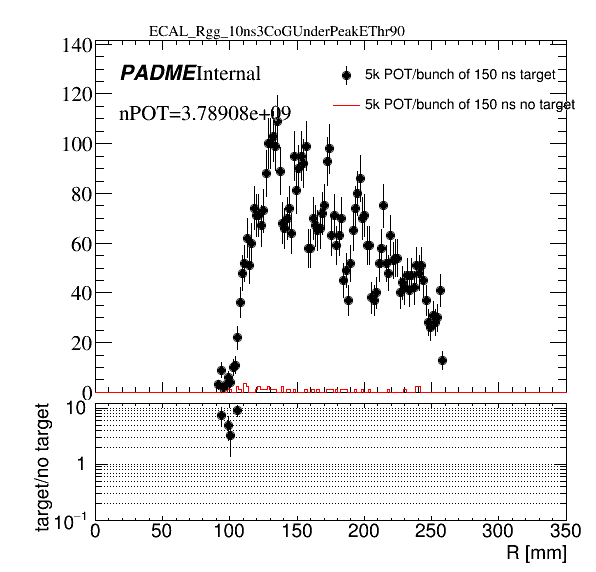 ECAL_Rgg_10ns3CoGUnderPeakEThr90
140
PADME Internal
5k POT/bunch of 150 ns target
120
5k POT/bunch of 150 ns no target
nPOT=3.78908e+09
100
80
60
40
20
0
10
1
10−1
target/no target
0 50 100 150 200 250 300 350
R [mm]